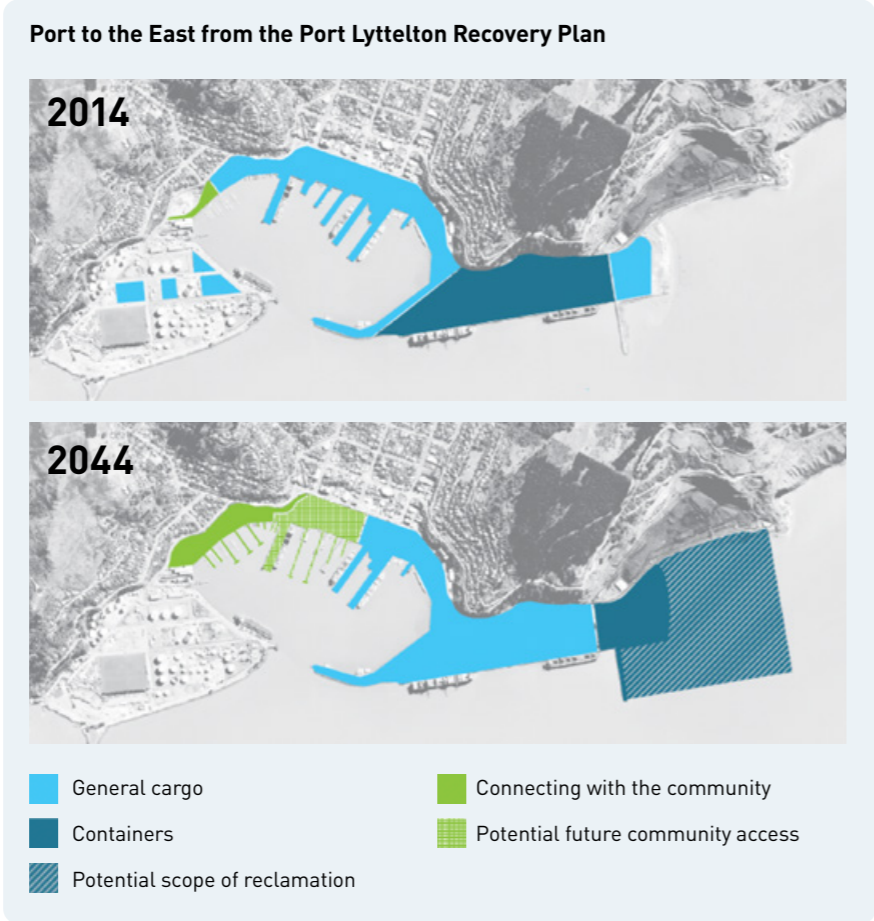 Port to the East from the Port Lyttelton Recovery Plan
2014
2044
General cargo
Containers
Potential scope of reclamation
Connecting with the community
Potential future community access